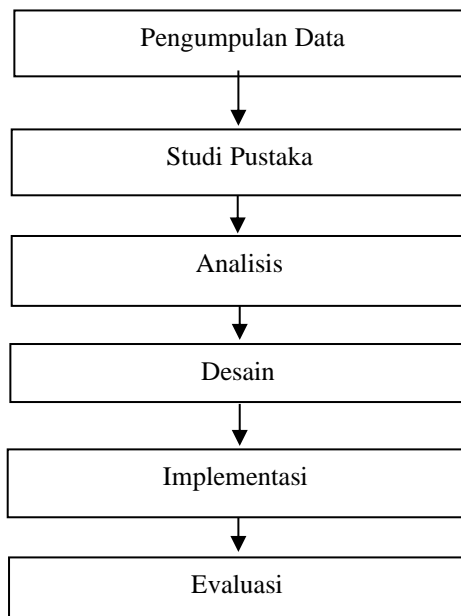 Pengumpulan Data
Studi Pustaka
Analisis
Desain
Implementasi
Evaluasi